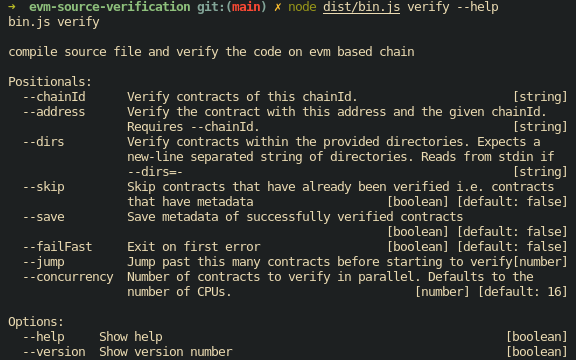 → evm-source-verification git:(main) ✗ node dist/bin.js verify --help
bin.js verify
compile source file and verify the code on evm based chain
Positionals:
--chainId Verify contracts of this chainId. [string]
--address Verify the contract with this address and the given chainId.
Requires --chainId. [string]
--dirs Verify contracts within the provided directories. Expects a
new-line separated string of directories. Reads from stdin if
--dirs=- [string]
--skip Skip contracts that have already been verified i.e. contracts
that have metadata [boolean] [default: false]
--save Save metadata of successfully verified contracts
[boolean] [default: false]
--failFast Exit on first error [boolean] [default: false]
--jump Jump past this many contracts before starting to verify[number]
--concurrency Number of contracts to verify in parallel. Defaults to the
number of CPUs. [number] [default: 16]
Options:
--help Show help [boolean]
--version Show version number [boolean]